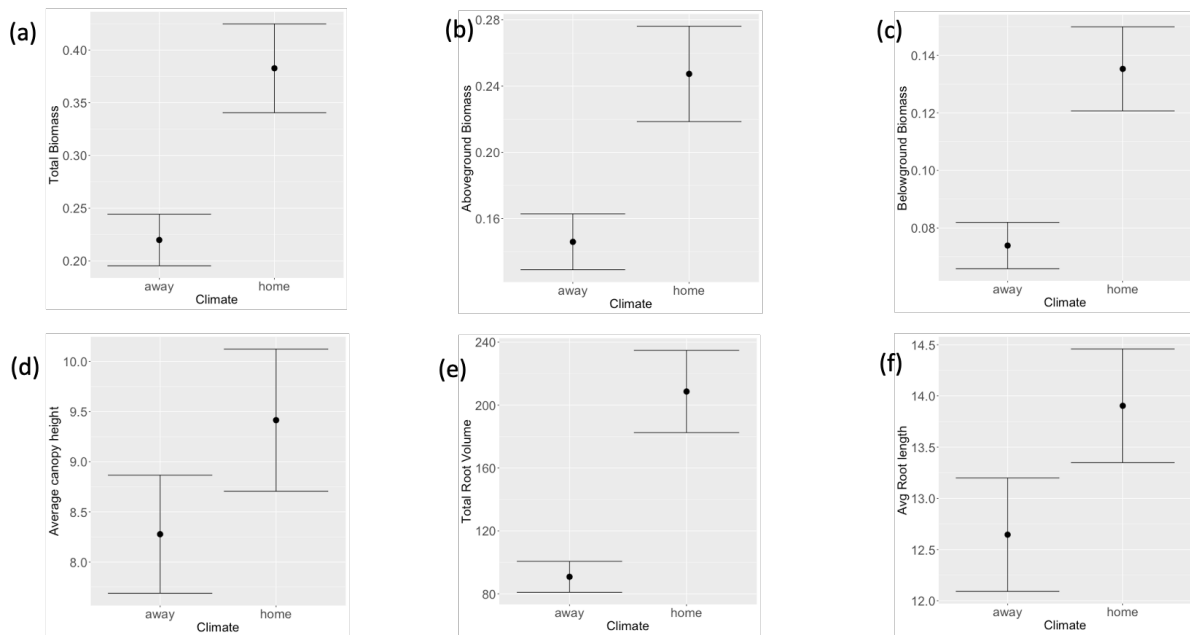 (a)
Total Biomass
0.40
0.35
0.30
0.25
0.20
away home
Climate
(b)
Aboveground Biomass
0.28
0.24
0.20
0.16
away home
Climate
(c)
Belowground Biomass
0.14
0.12
0.10
0.08
away home
Climate
(d)
Average canopy height
10.0
9.5
9.0
8.5
8.0
away home
Climate
(e)
Total Root Volume
240
200
160
120
80
away home
Climate
(f)
Avg Root length
14.5
14.0
13.5
13.0
12.5
12.0
away home
Climate